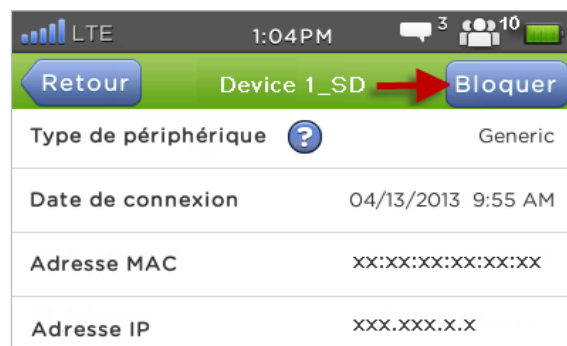 LTE 1:04PM 3 10
Retour Device 1_SD Bloquer
Type de périphérique ? Generic
Date de connexion 04/13/2013 9:55 AM
Adresse MAC xx:xx:xx:xx:xx:xx
Adresse IP xxx.xxx.x.x